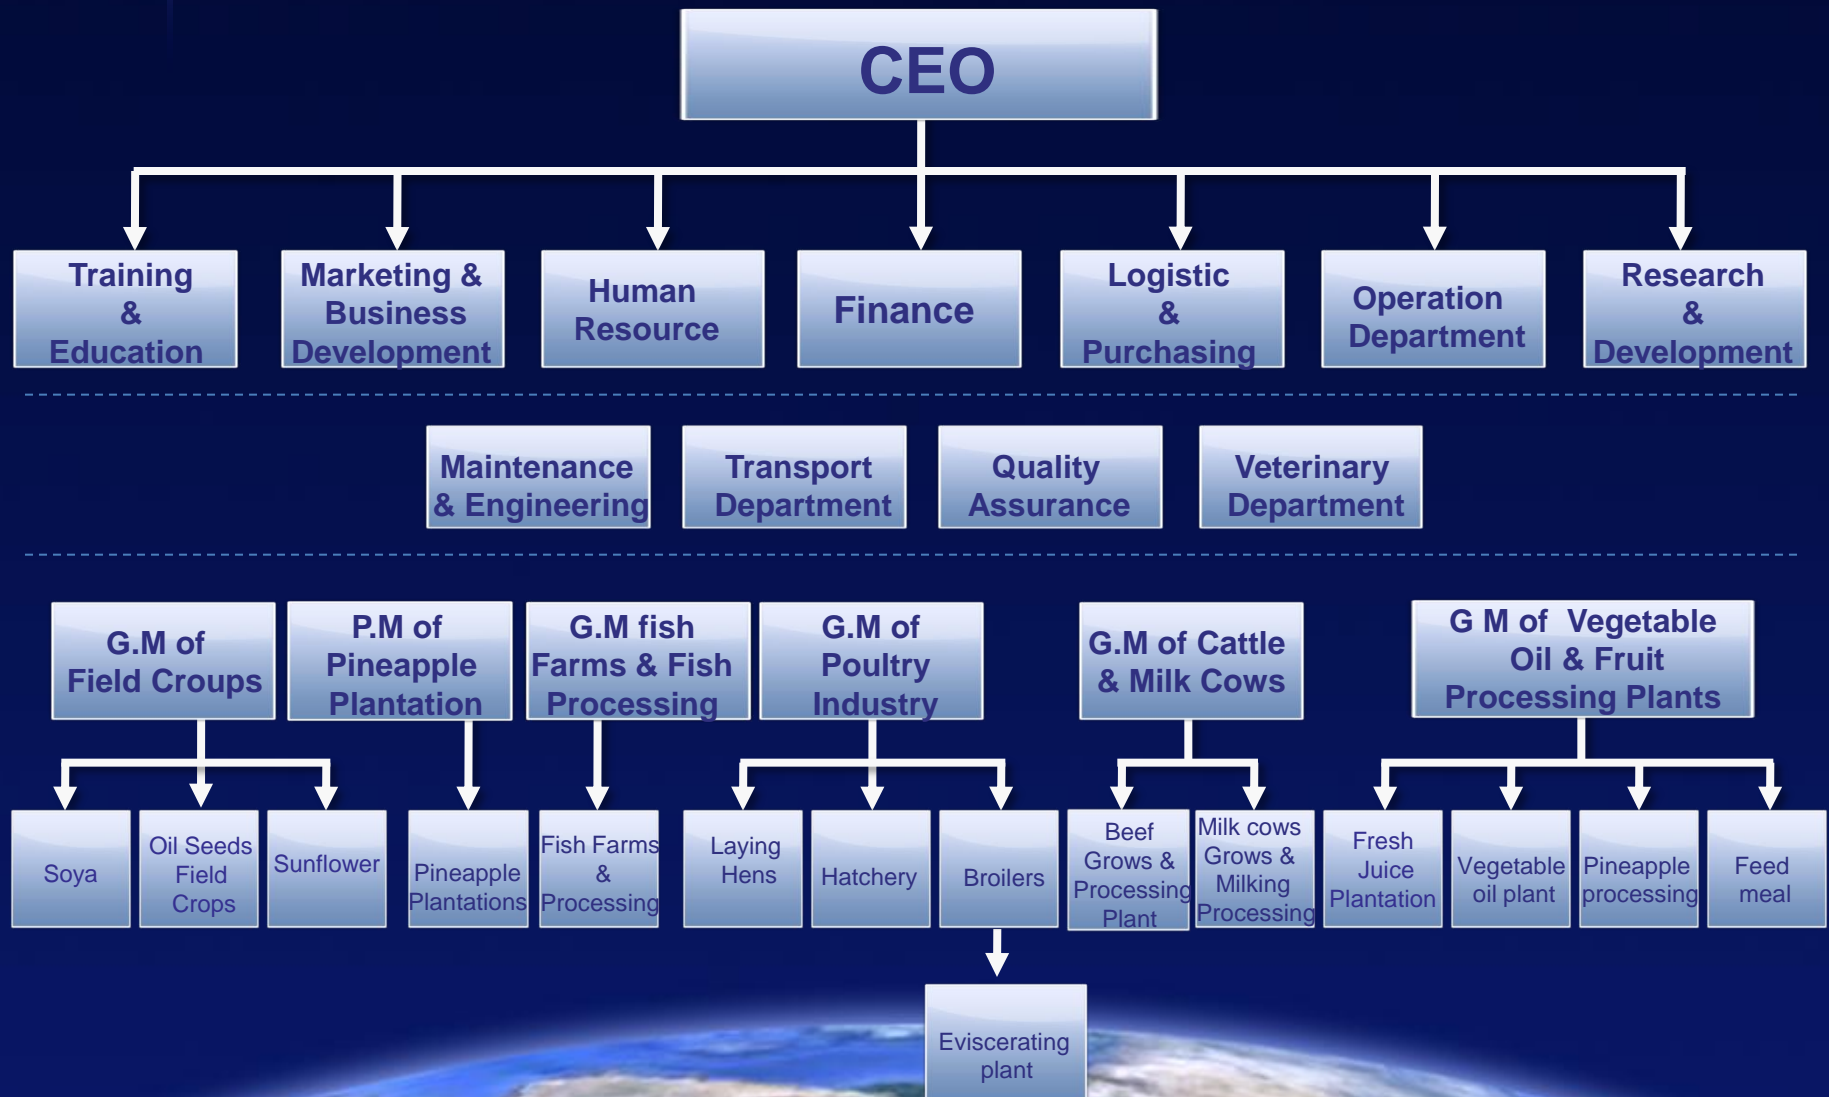 CEO
Training
&
Education
Marketing &
Business
Development
Human
Resource
Finance
Logistic
&
Purchasing
Operation
Department
Research
&
Development
Maintenance
& Engineering
Transport
Department
Quality
Assurance
Veterinary
Department
G.M of
Field Croups
P.M of
Pineapple
Plantation
G.M fish
Farms & Fish
Processing
G.M of
Poultry
Industry
G.M of Cattle
& Milk Cows
G M of Vegetable
Oil & Fruit
Processing Plants
Soya
Oil Seeds
Field
Crops
Sunflower
Pineapple
Plantations
Fish Farms
&
Processing
Laying
Hens
Hatchery
Broilers
Beef
Grows &
Processing
Plant
Milk cows
Grows &
Milking
Processing
Fresh
Juice
Plantation
Vegetable
oil plant
Pineapple
processing
Feed
meal
Eviscerating
plant